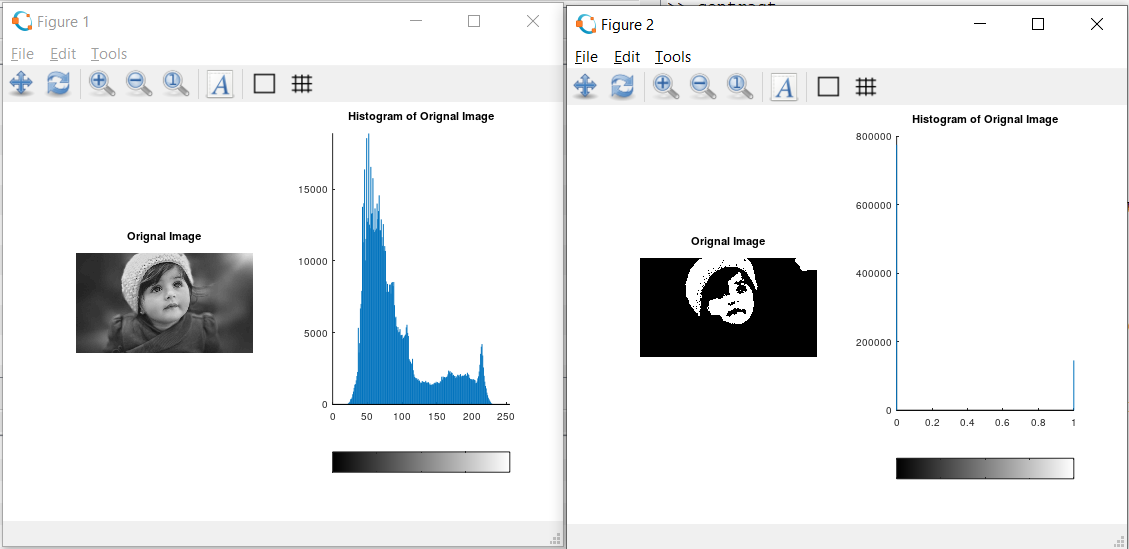 >> contract
Figure 1
File Edit Tools
A
Histogram of Orignal Image
15000
10000
5000
0
0 50 100 150 200 250
Orignal Image
Figure 2
File Edit Tools
A
Histogram of Orignal Image
800000
600000
400000
200000
0
0 0.2 0.4 0.6 0.8 1
Orignal Image